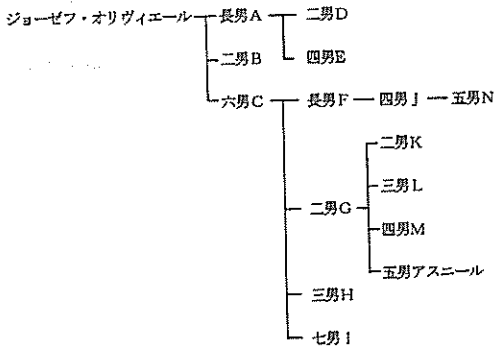 ジョーゼフ・オリヴィエール 長男A 二男D
二男B 四男E
六男C 長男F 四男J 五男N
二男K
三男L
二男G
四男M
五男アスニール
三男H
七男I